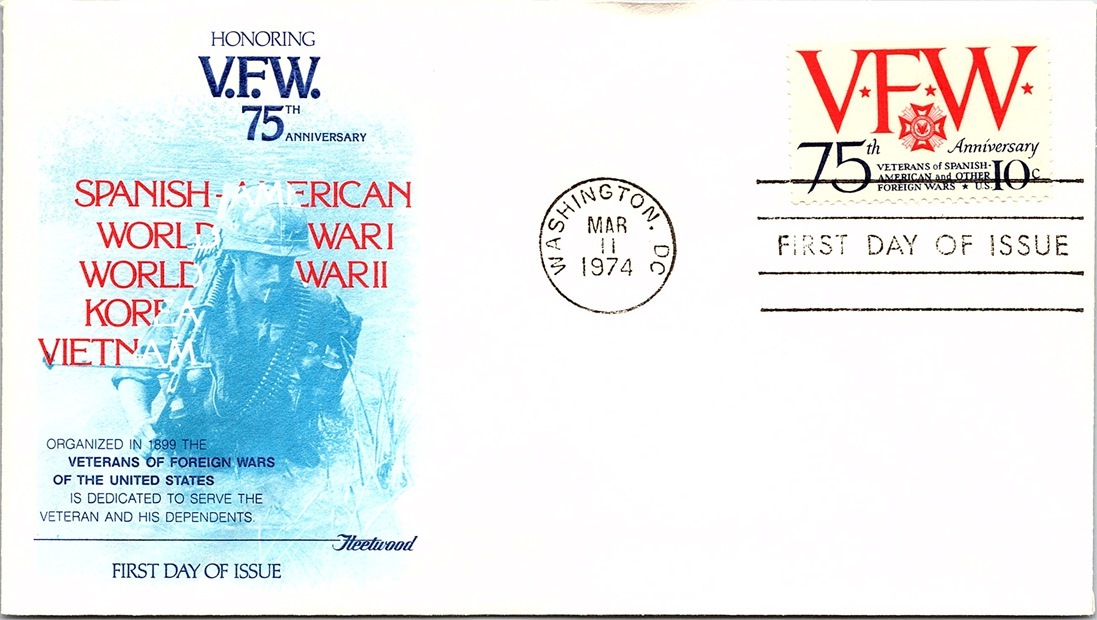 HONORING
V.F.W.
75TH ANNIVERSARY
SPANISH-AMERICAN
WORLD WAR I
WORLD WAR II
KOREA
VIETNAM
ORGANIZED IN 1899 THE
VETERANS OF FOREIGN WARS
OF THE UNITED STATES
IS DEDICATED TO SERVE THE
VETERAN AND HIS DEPENDENTS.
Fleetwood
FIRST DAY OF ISSUE
WASHINGTON, DC
MAR
11
1974
V★F★W★
75th Anniversary
VETERANS of SPANISH-
AMERICAN and OTHER
FOREIGN WARS ★ U.S. 10c
FIRST DAY OF ISSUE